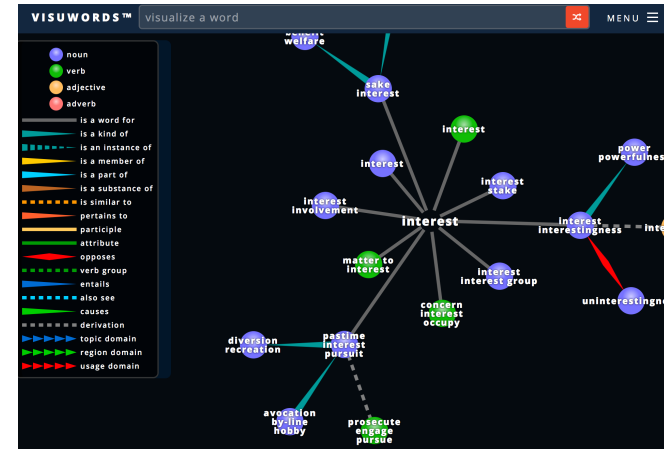 VISUWORDS™
visualize a word
MENU
noun
verb
adjective
adverb
is a word for
is a kind of
is an instance of
is a member of
is a part of
is a substance of
is similar to
pertains to
participle
attribute
opposes
verb group
entails
also see
causes
derivation
topic domain
region domain
usage domain
welfare
sake
interest
interest
interest
interest
stake
interest
involvement
interest
power
powerfulnes
interest
interestingness
inte
matter to
interest
interest
interest group
uninterestingn
concern
interest
occupy
diversion
recreation
pastime
interest
pursuit
avocation
by-line
hobby
prosecute
engage
pursue